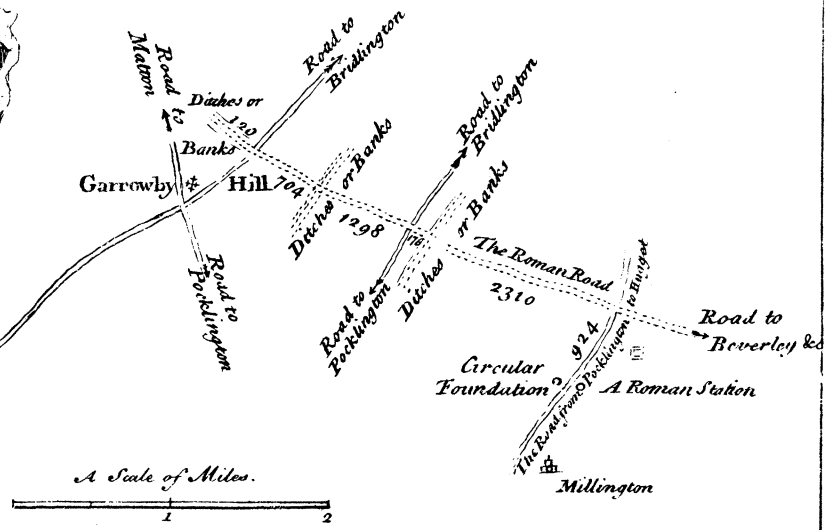 Road to
Malton
Road to
Bridlington
Ditches or
120
Banks
Garrowby Hill
704
Ditches or Banks
1298
Road to
Bridlington
176
Ditches or Banks
Road to
Pocklington
Road to
Pocklington
The Roman Road
2310
Road to
Beverley &c
924
The Road from Pocklington to Hunget
Circular
Foundation
A Roman Station
Millington
A Scale of Miles.
1 2